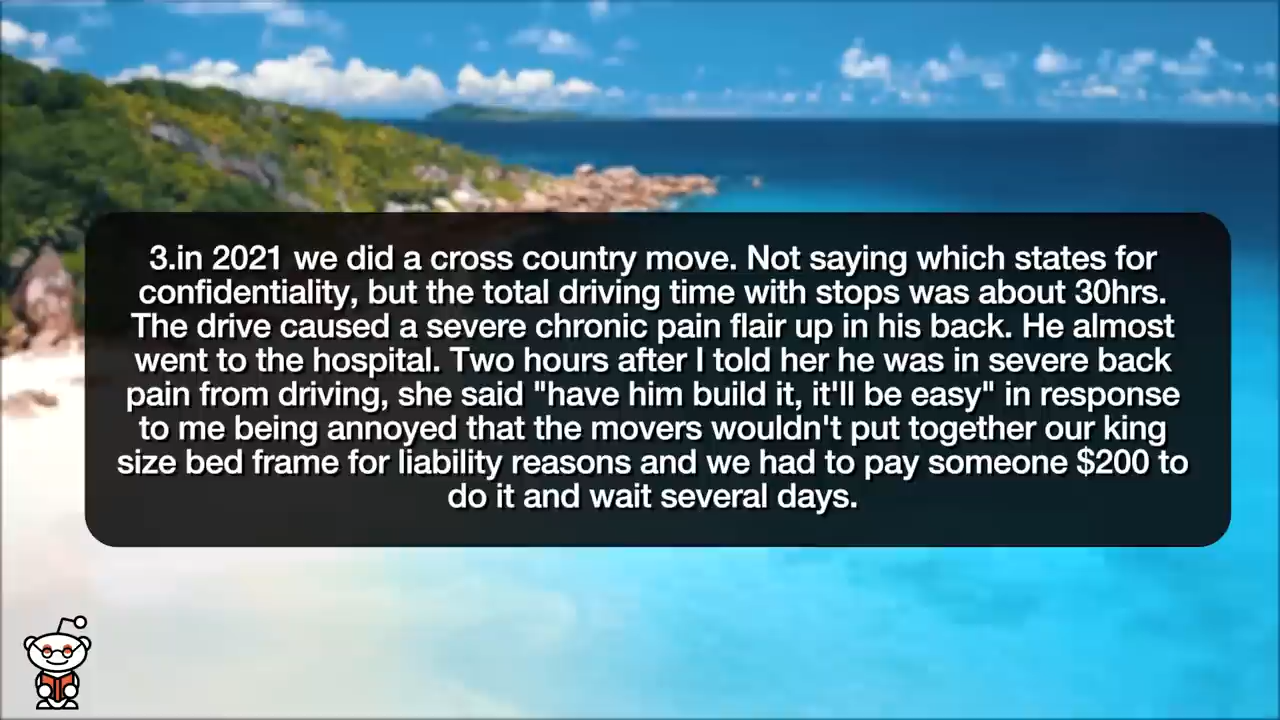 3.in 2021 we did a cross country move. Not saying which states for
confidentiality, but the total driving time with stops was about 30hrs.
The drive caused a severe chronic pain flair up in his back. He almost
went to the hospital. Two hours after I told her he was in severe back
pain from driving, she said "have him build it, it'll be easy" in response
to me being annoyed that the movers wouldn't put together our king
size bed frame for liability reasons and we had to pay someone $200 to
do it and wait several days.